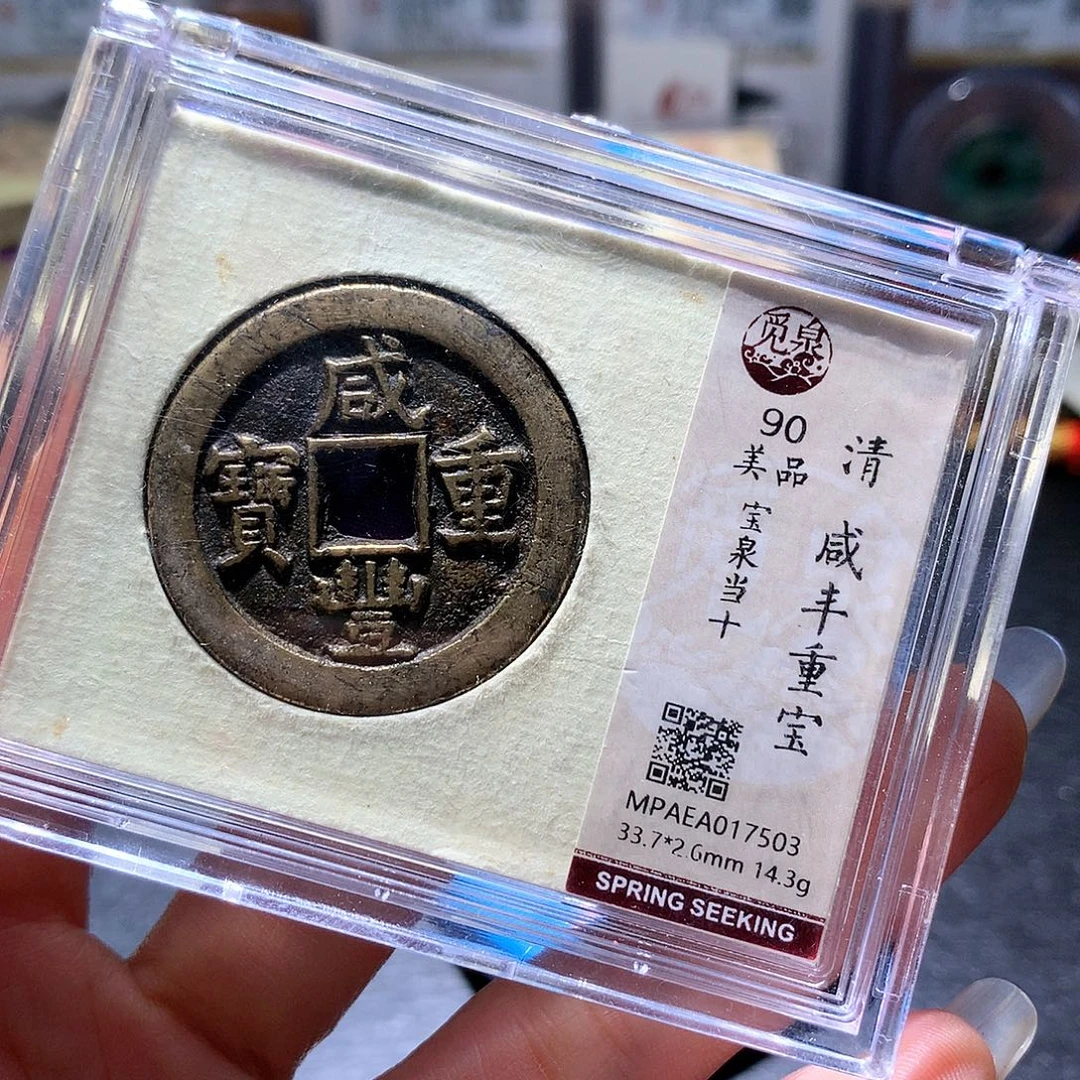 咸豐重寶
觅泉
90
美品
宝泉当十
清
咸丰重宝
MPAEA017503
33.7*2.6mm 14.3g
SPRING SEEKING